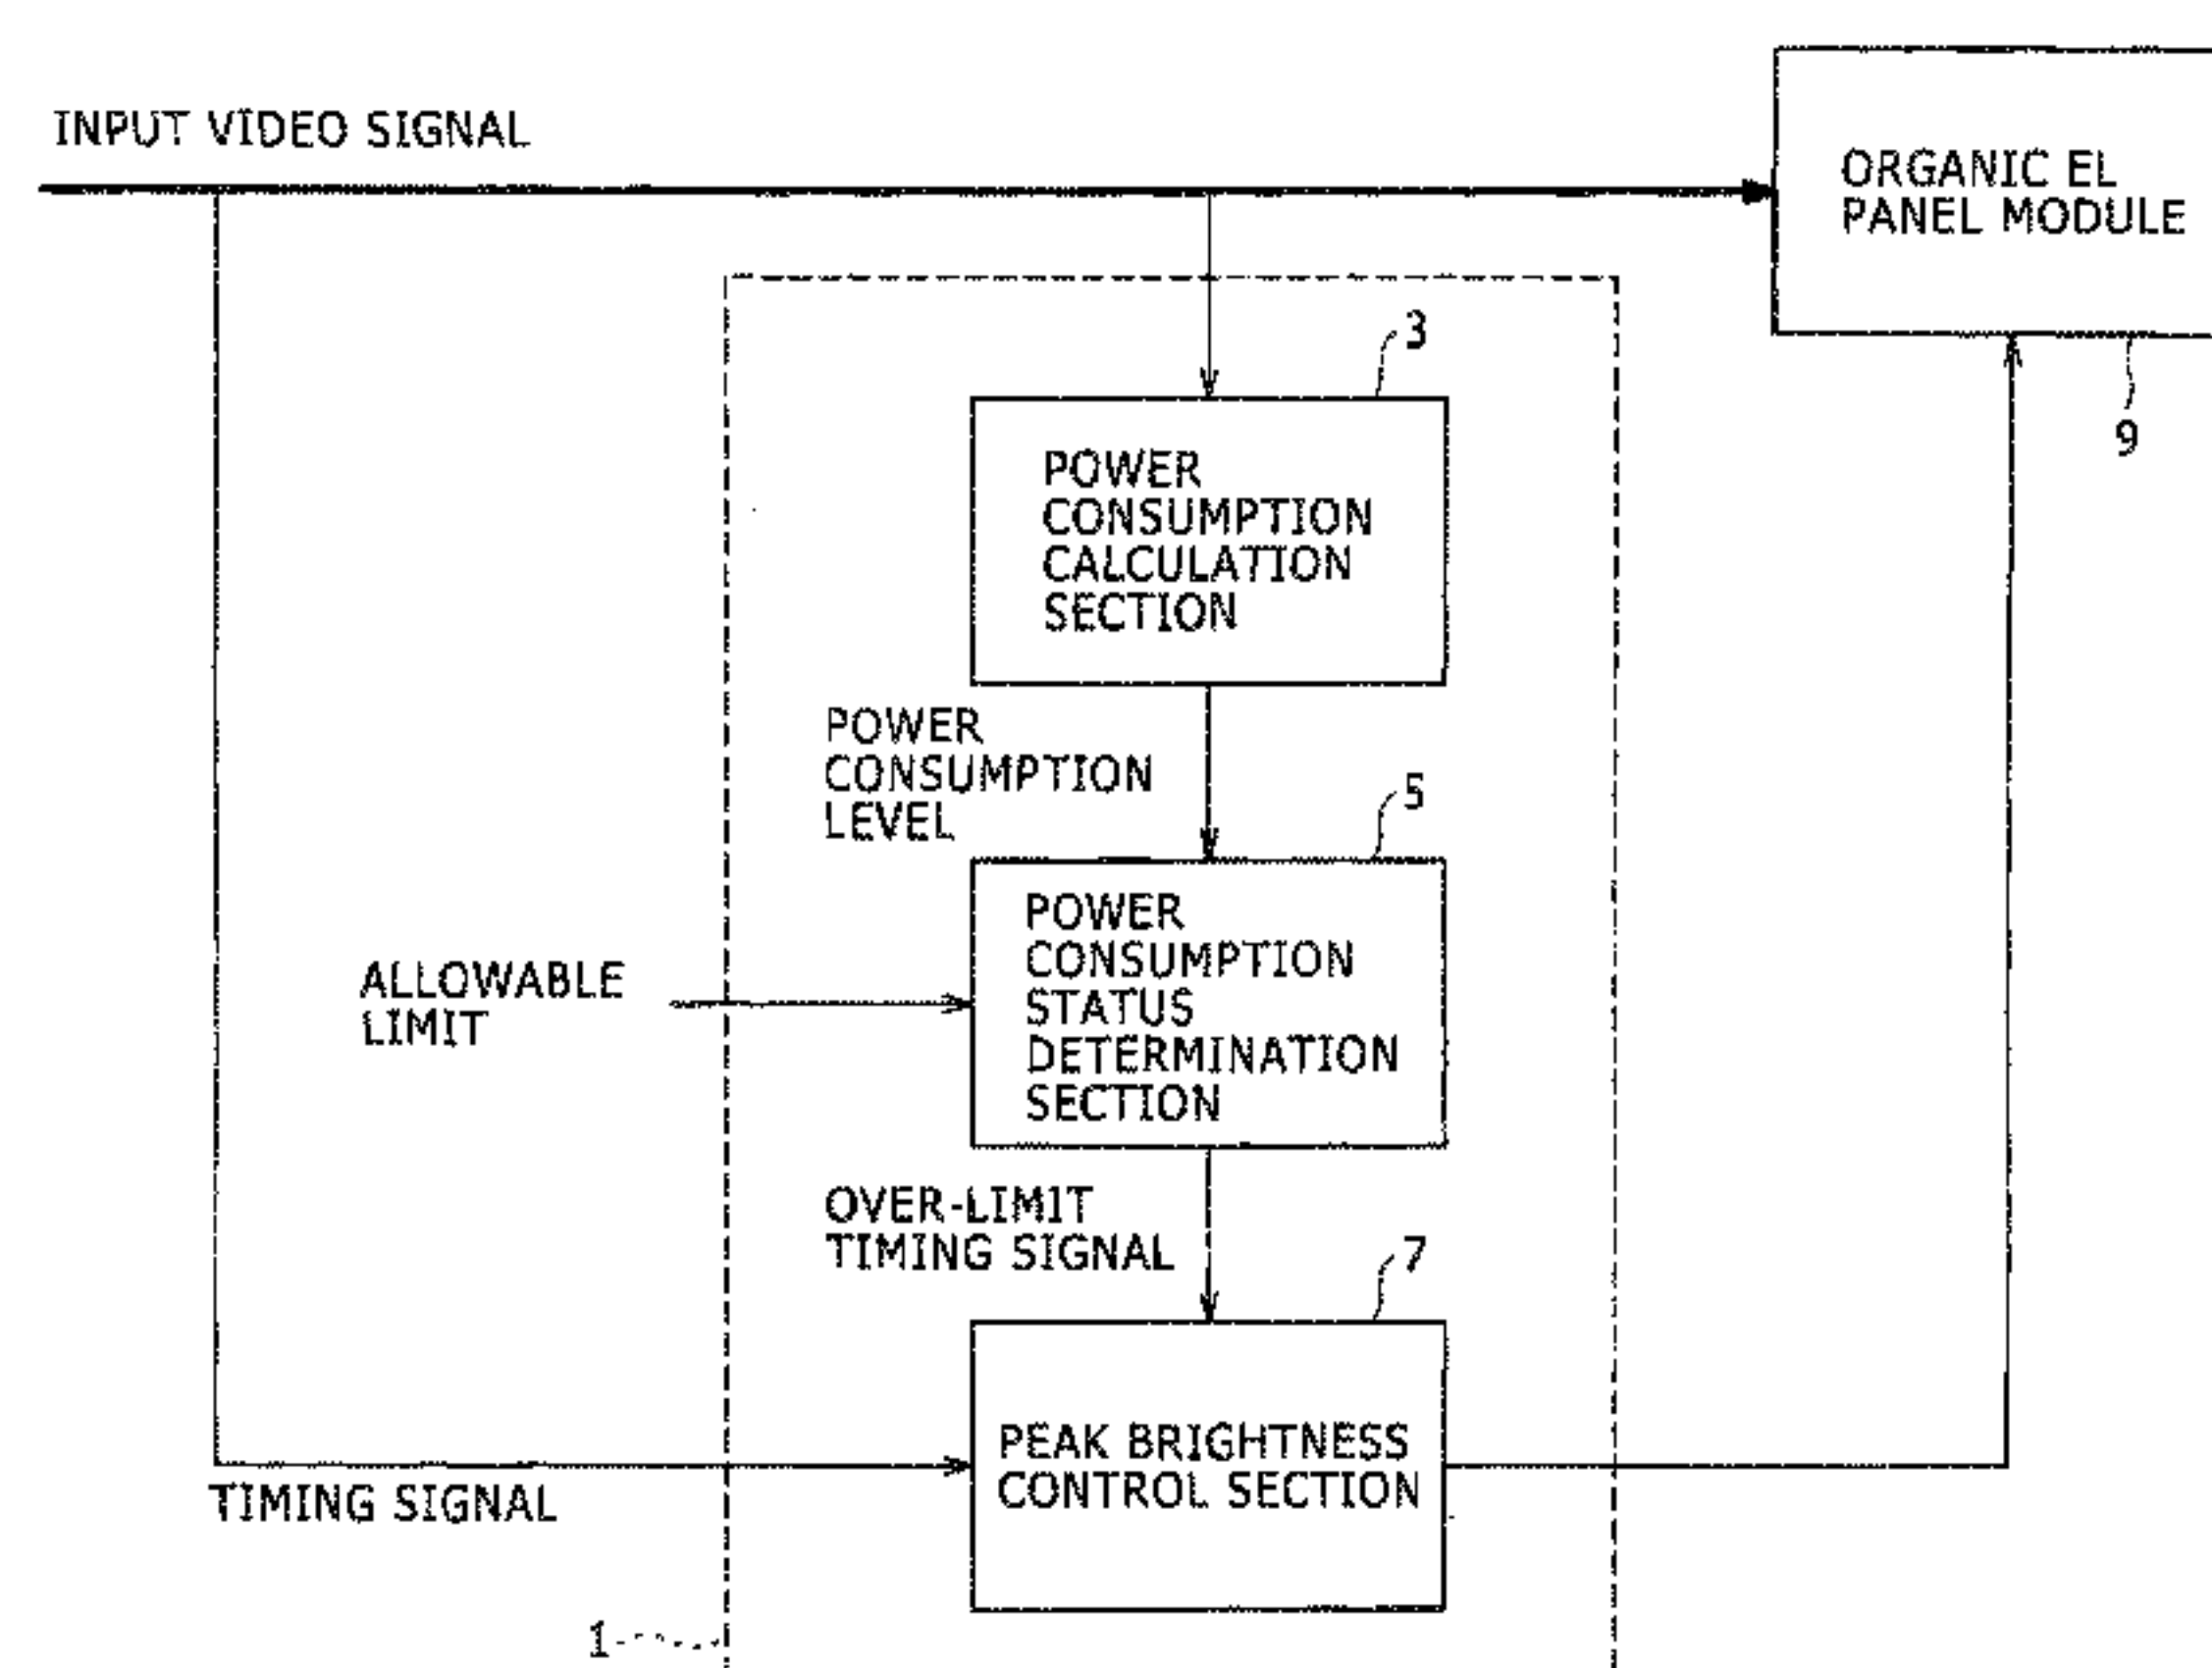 INPUT VIDEO SIGNAL
ORGANIC EL
PANEL MODULE
9
3
POWER
CONSUMPTION
CALCULATION
SECTION
POWER
CONSUMPTION
LEVEL
5
POWER
CONSUMPTION
STATUS
DETERMINATION
SECTION
ALLOWABLE
LIMIT
OVER-LIMIT
TIMING SIGNAL
7
PEAK BRIGHTNESS
CONTROL SECTION
TIMING SIGNAL
1